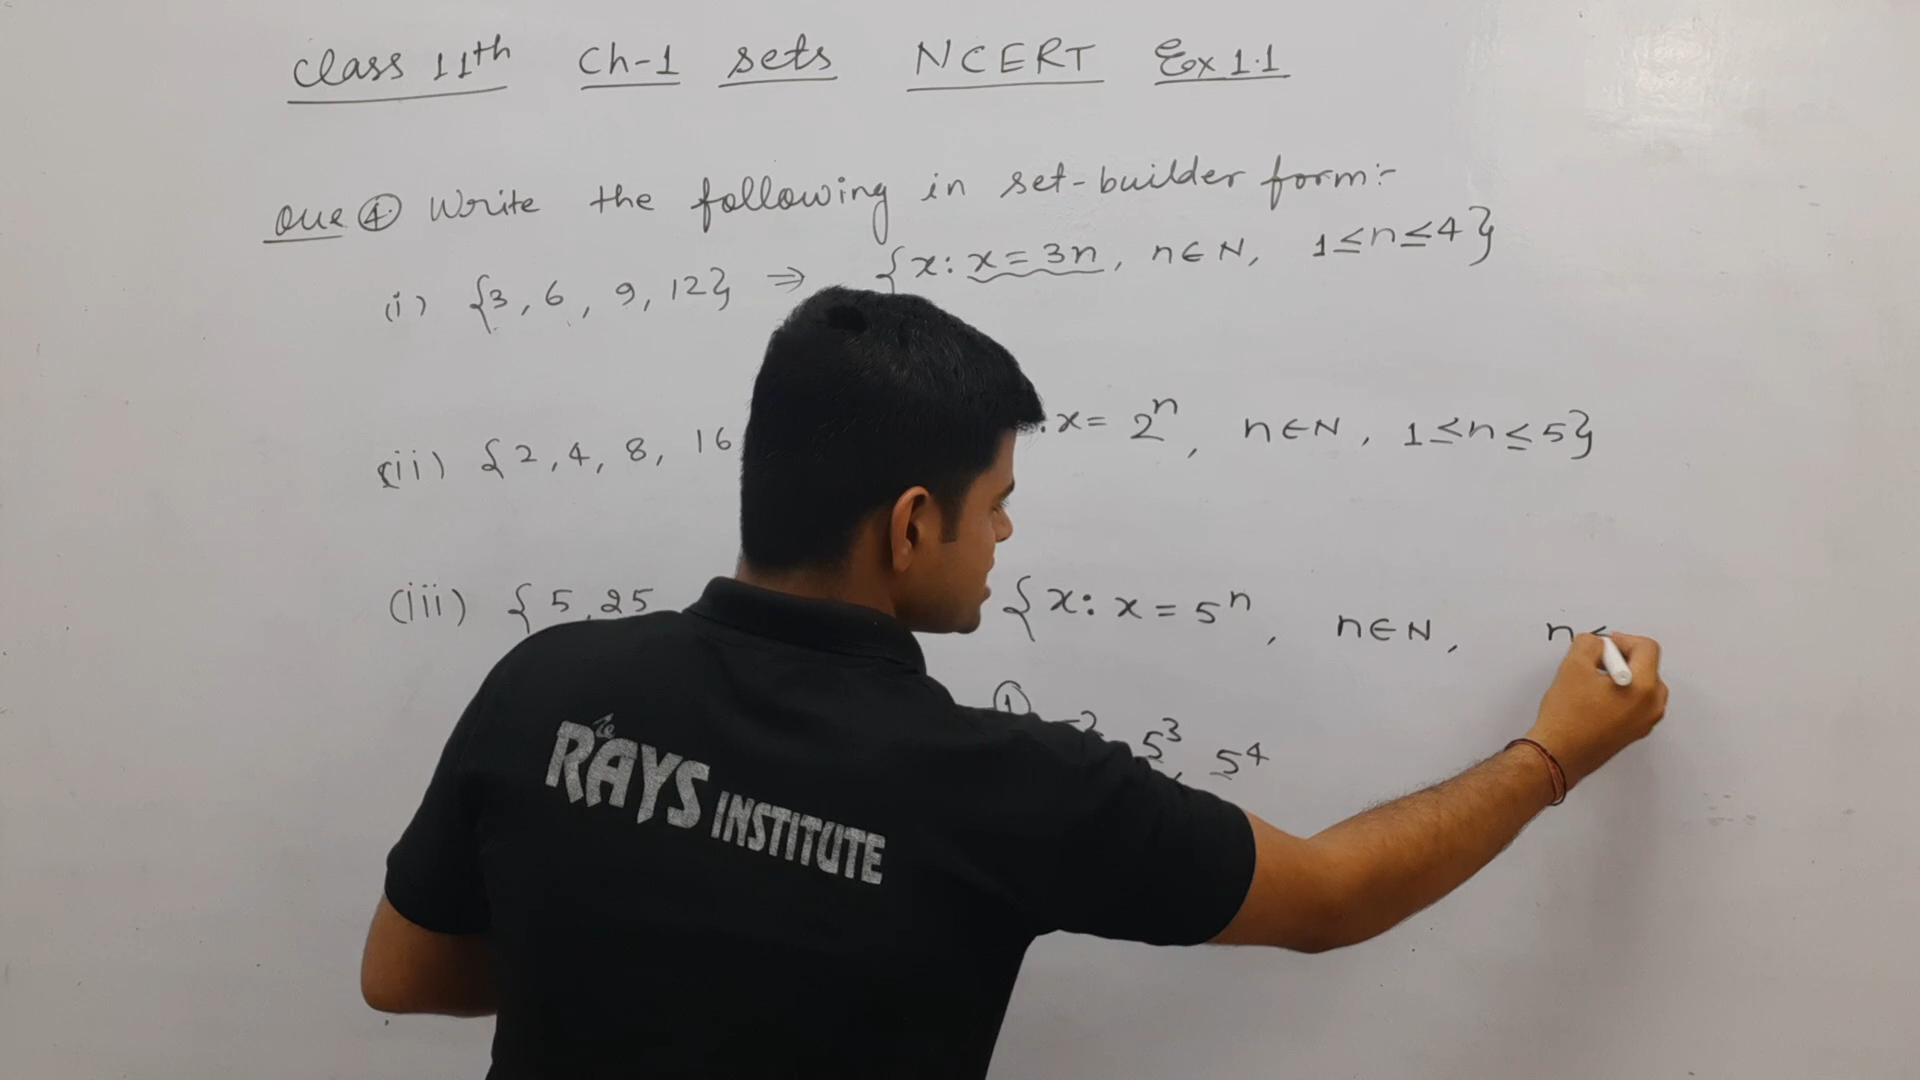 Class 11th Ch-1 sets NCERT Ex 1.1
Que ④ Write the following in set-builder form:-
(i) {3, 6, 9, 12} ⇒ {x: x = 3n, n∈N, 1≤n≤4}
(ii) {2, 4, 8, 16 x = 2ⁿ, n∈N, 1≤n≤5}
(iii) {5, 25 {x: x = 5ⁿ, n∈N, n
① 5³, 5⁴
RAYS INSTITUTE